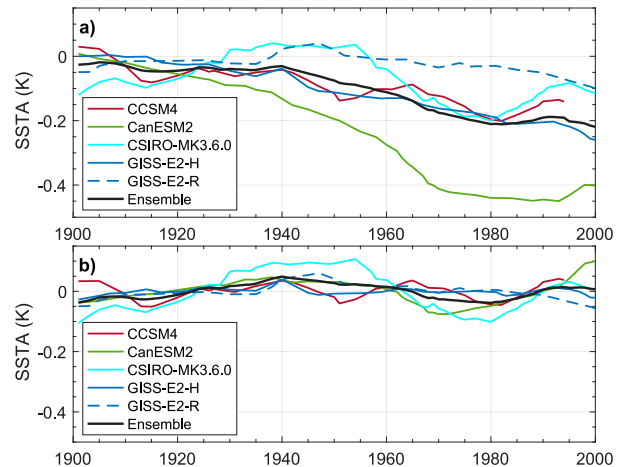 a)
0
-0.2
-0.4
SSTA (K)
CCSM4
CanESM2
CSIRO-MK3.6.0
GISS-E2-H
GISS-E2-R
Ensemble
1900 1920 1940 1960 1980 2000
b)
0
-0.2
-0.4
SSTA (K)
CCSM4
CanESM2
CSIRO-MK3.6.0
GISS-E2-H
GISS-E2-R
Ensemble
1900 1920 1940 1960 1980 2000